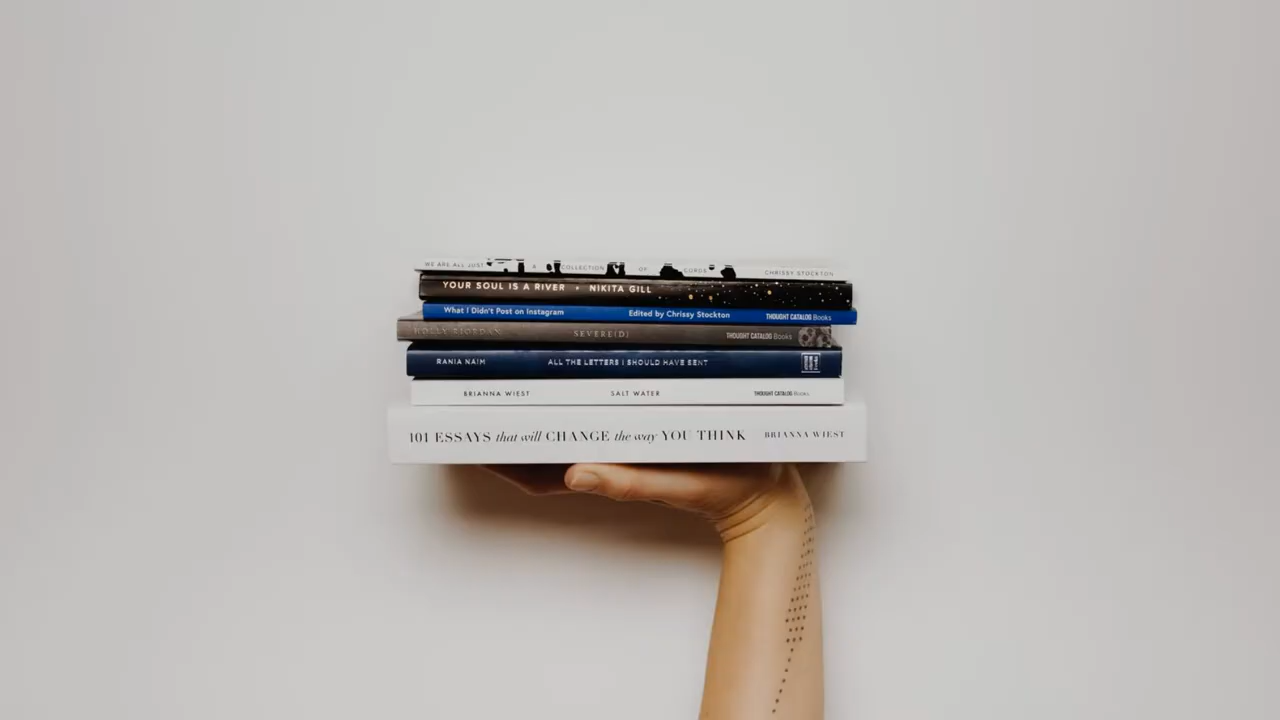 WE ARE ALL JUST A COLLECTION OF CORDS CHRISSY STOCKTON
YOUR SOUL IS A RIVER • NIKITA GILL
What I Didn't Post on Instagram Edited by Chrissy Stockton THOUGHT CATALOG Books
HOLLY RIORDAN SEVERE(D) THOUGHT CATALOG Books
RANIA NAIM ALL THE LETTERS I SHOULD HAVE SENT
BRIANNA WIEST SALT WATER THOUGHT CATALOG Books
101 ESSAYS that will CHANGE the way YOU THINK BRIANNA WIEST